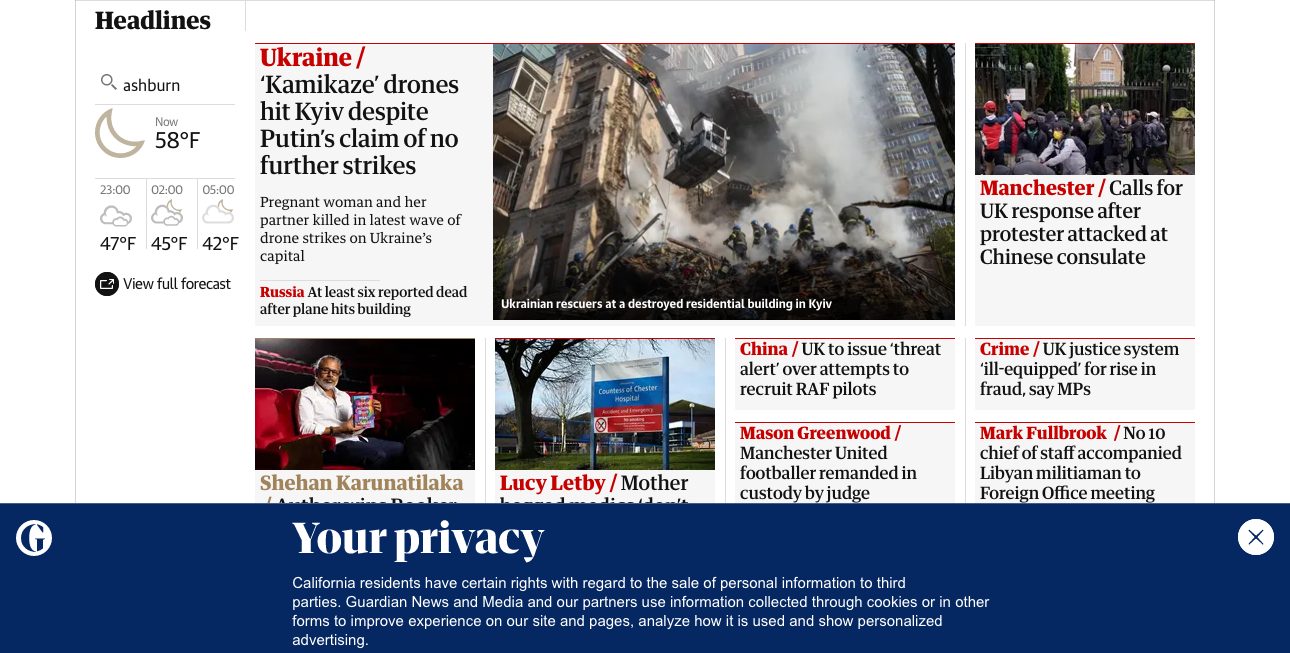 Headlines
ashburn
Now
58°F
23:00
02:00
05:00
47°F
45°F
42°F
View full forecast
Ukraine /
‘Kamikaze’ drones
hit Kyiv despite
Putin’s claim of no
further strikes
Pregnant woman and her
partner killed in latest wave of
drone strikes on Ukraine’s
capital
Russia At least six reported dead
after plane hits building
Ukrainian rescuers at a destroyed residential building in Kyiv
Manchester / Calls for
UK response after
protester attacked at
Chinese consulate
Countess of Chester
Hospital
Accident and Emergency
Shehan Karunatilaka
/ Author wins Booker
Lucy Letby / Mother
begged medics ‘don’t
China / UK to issue ‘threat
alert’ over attempts to
recruit RAF pilots
Mason Greenwood /
Manchester United
footballer remanded in
custody by judge
Crime / UK justice system
‘ill-equipped’ for rise in
fraud, say MPs
Mark Fullbrook / No 10
chief of staff accompanied
Libyan militiaman to
Foreign Office meeting
G
Your privacy
California residents have certain rights with regard to the sale of personal information to third
parties. Guardian News and Media and our partners use information collected through cookies or in other
forms to improve experience on our site and pages, analyze how it is used and show personalized
advertising.